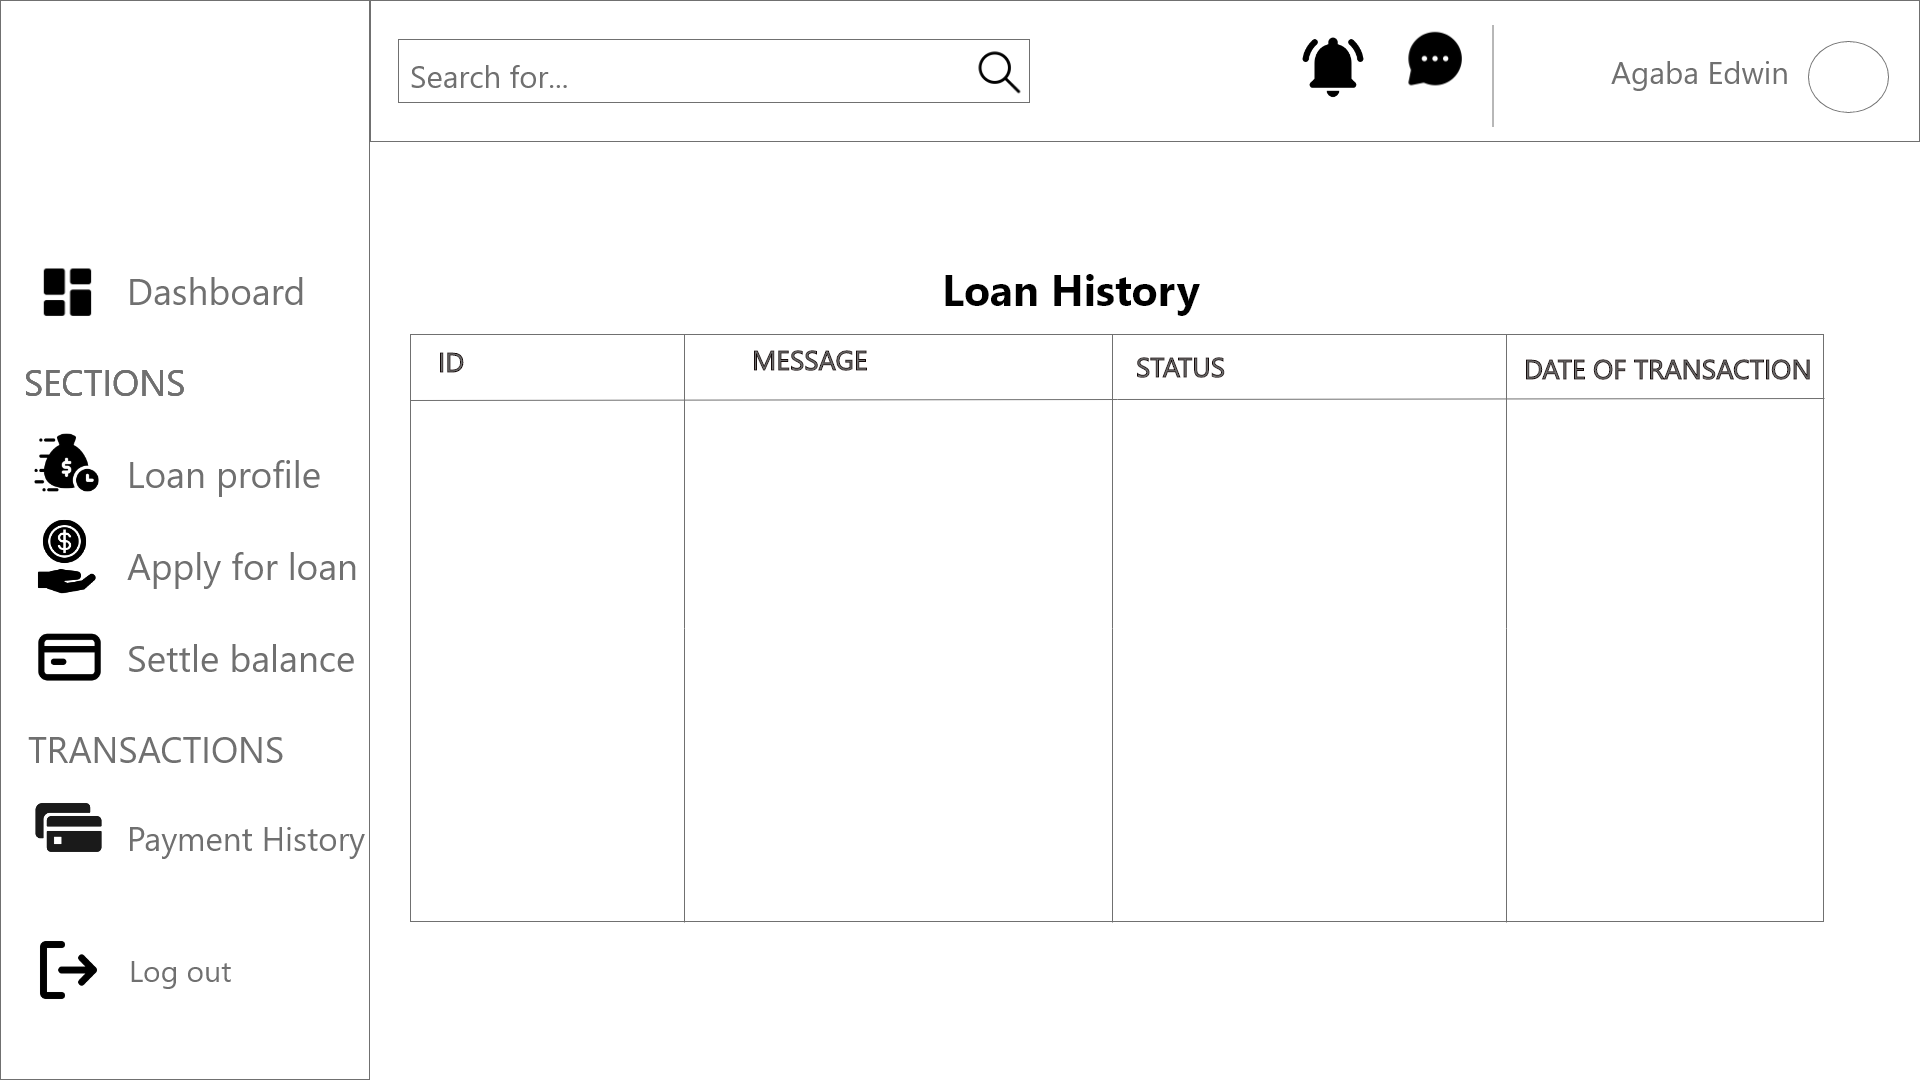 Search for...
Agaba Edwin
Dashboard
SECTIONS
Loan profile
Apply for loan
Settle balance
TRANSACTIONS
Payment History
Log out
Loan History
ID
MESSAGE
STATUS
DATE OF TRANSACTION